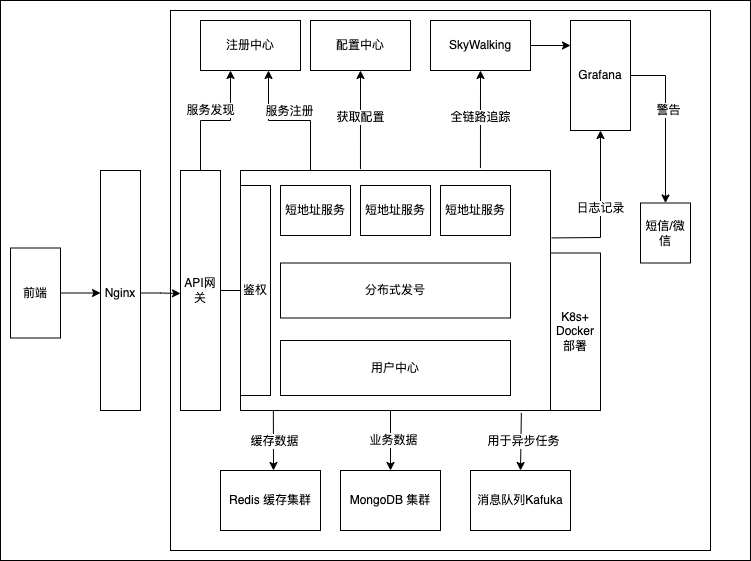 注册中心
配置中心
SkyWalking
Grafana
服务发现
服务注册
获取配置
全链路追踪
警告
短地址服务
短地址服务
短地址服务
日志记录
短信/微
信
前端
Nginx
API网
关
鉴权
分布式发号
K8s+
Docker
部署
用户中心
缓存数据
业务数据
用于异步任务
Redis 缓存集群
MongoDB 集群
消息队列Kafuka